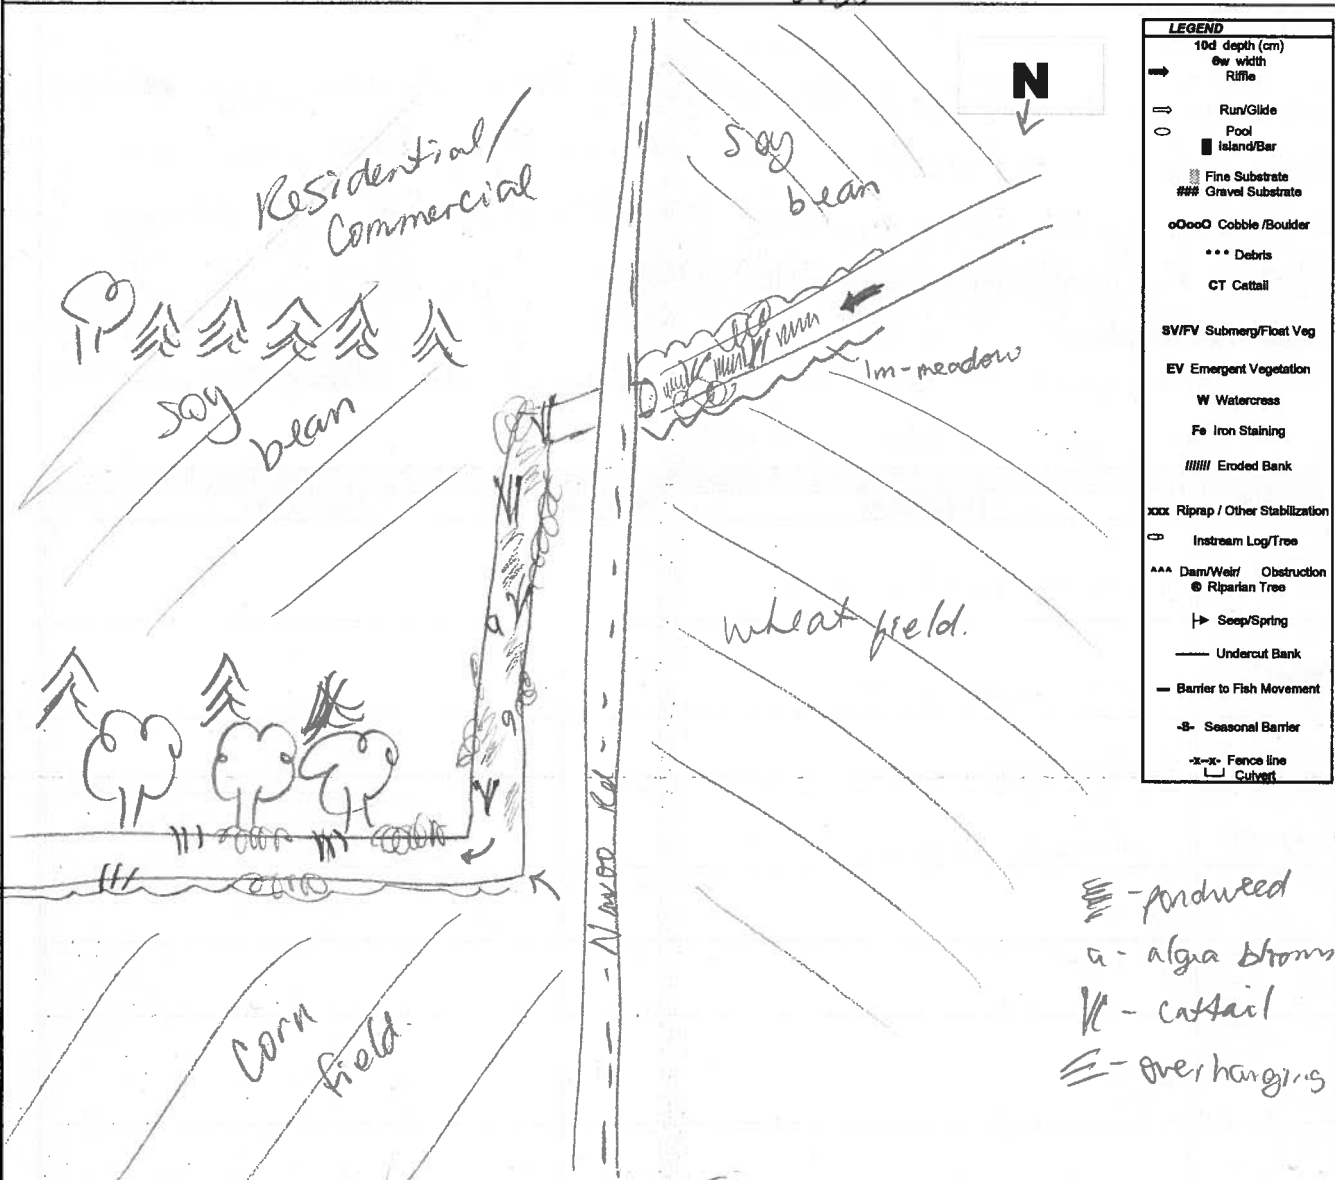 N
Residential/
Commercial
Soy
bean
1m-meadow
soy
bean
wheat field.
corn
field.
LEGEND
10d depth (cm)
6w width
Riffle
Run/Glide
Pool
Island/Bar
Fine Substrate
### Gravel Substrate
oOooO Cobble /Boulder
*** Debris
CT Cattail
SV/FV Submerg/Float Veg
EV Emergent Vegetation
W Watercress
Fe Iron Staining
/////// Eroded Bank
xxx Riprap / Other Stabilization
Instream Log/Tree
^^^ Dam/Weir/ Obstruction
Riparian Tree
Seep/Spring
Undercut Bank
Barrier to Fish Movement
-S- Seasonal Barrier
-x--x- Fence line
Culvert
a
a
- pondweed
a - algea blooms
- cattail
- overhanging